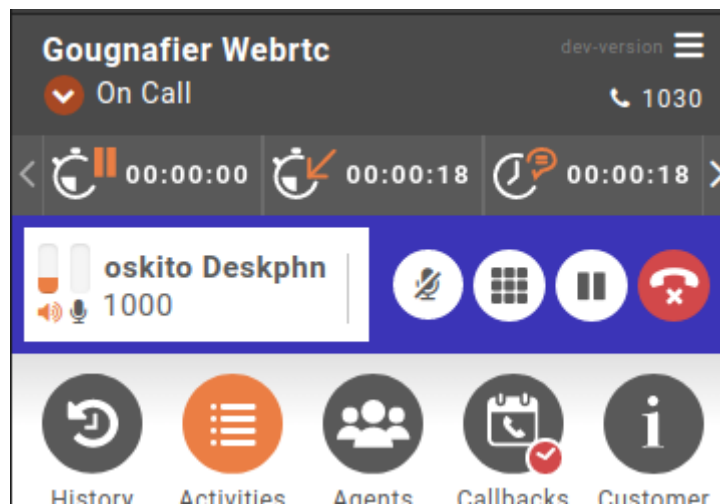 Gougnafier Webrtc
dev-version
On Call
1030
00:00:00
00:00:18
00:00:18
oskito Deskphn
1000
History
Activities
Agents
Callbacks
Customer